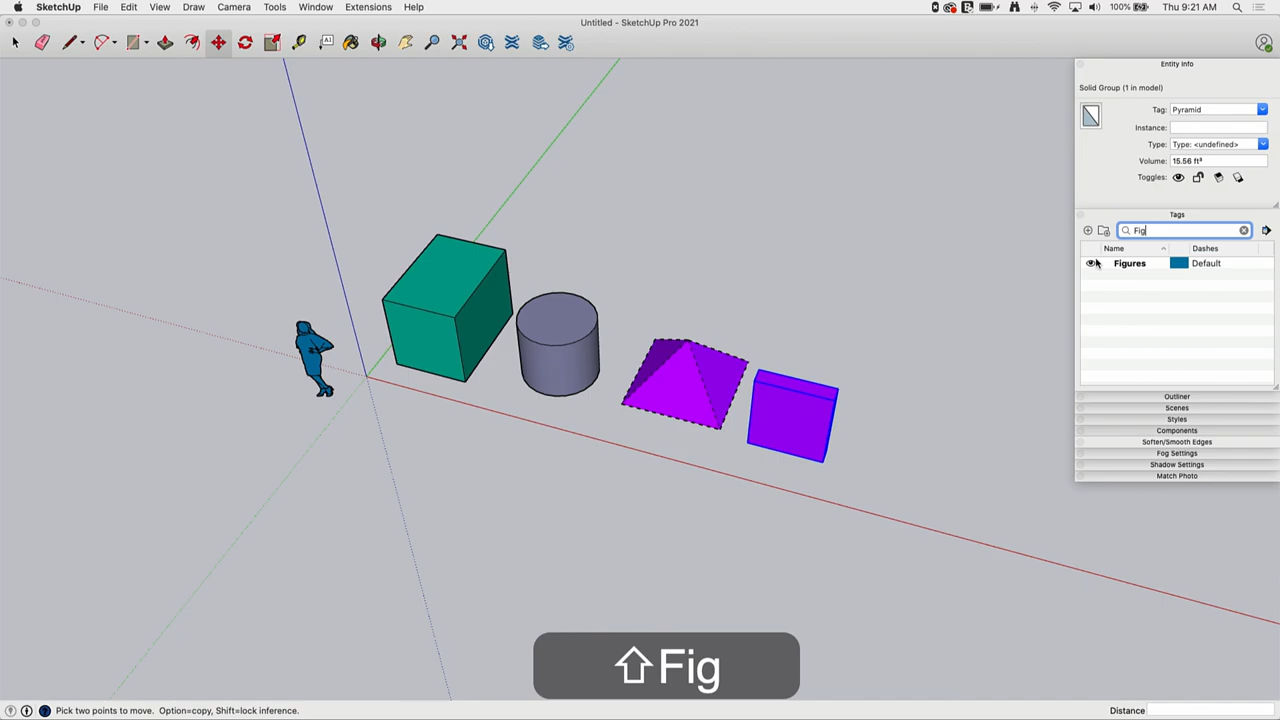 SketchUp File Edit View Draw Camera Tools Window Extensions Help 100% Thu 9:21 AM
Untitled - SketchUp Pro 2021
A1
Entity Info
Solid Group (1 in model)
Tag: Pyramid
Instance:
Type: Type: <undefined>
Volume: 15.56 ft³
Toggles:
Tags
Fig
Name Dashes
Figures Default
Outliner
Scenes
Styles
Components
Soften/Smooth Edges
Fog Settings
Shadow Settings
Match Photo
⇧Fig
Pick two points to move. Option=copy, Shift=lock inference. Distance